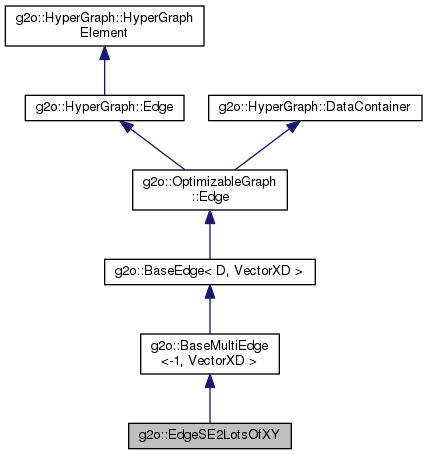 g2o::HyperGraph::HyperGraph
Element
g2o::HyperGraph::Edge
g2o::HyperGraph::DataContainer
g2o::OptimizableGraph
::Edge
g2o::BaseEdge< D, VectorXD >
g2o::BaseMultiEdge
<-1, VectorXD >
g2o::EdgeSE2LotsOfXY